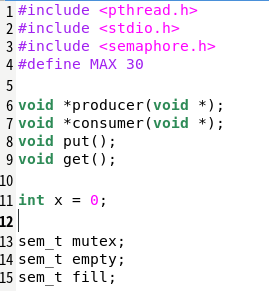 1 #include <pthread.h>
2 #include <stdio.h>
3 #include <semaphore.h>
4 #define MAX 30
5
6 void *producer(void *);
7 void *consumer(void *);
8 void put();
9 void get();
10
11 int x = 0;
12
13 sem_t mutex;
14 sem_t empty;
15 sem_t fill;